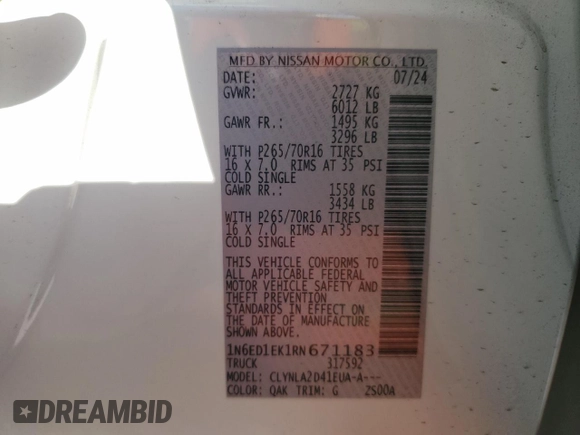 MFD BY NISSAN MOTOR CO., LTD.
DATE: 07/24
GVWR: 2727 KG
6012 LB
GAWR FR.: 1495 KG
3296 LB
WITH P265/70R16 TIRES
16 X 7.0 RIMS AT 35 PSI
COLD SINGLE
GAWR RR.: 1558 KG
3434 LB
WITH P265/70R16 TIRES
16 X 7.0 RIMS AT 35 PSI
COLD SINGLE
THIS VEHICLE CONFORMS TO
ALL APPLICABLE FEDERAL
MOTOR VEHICLE SAFETY AND
THEFT PREVENTION
STANDARDS IN EFFECT ON
THE DATE OF MANUFACTURE
SHOWN ABOVE.
1N6ED1EK1RN671183
TRUCK 317592
MODEL: CLYNLA2D41EUA-A---
COLOR: QAK TRIM: G 2S00A
DREAMBID